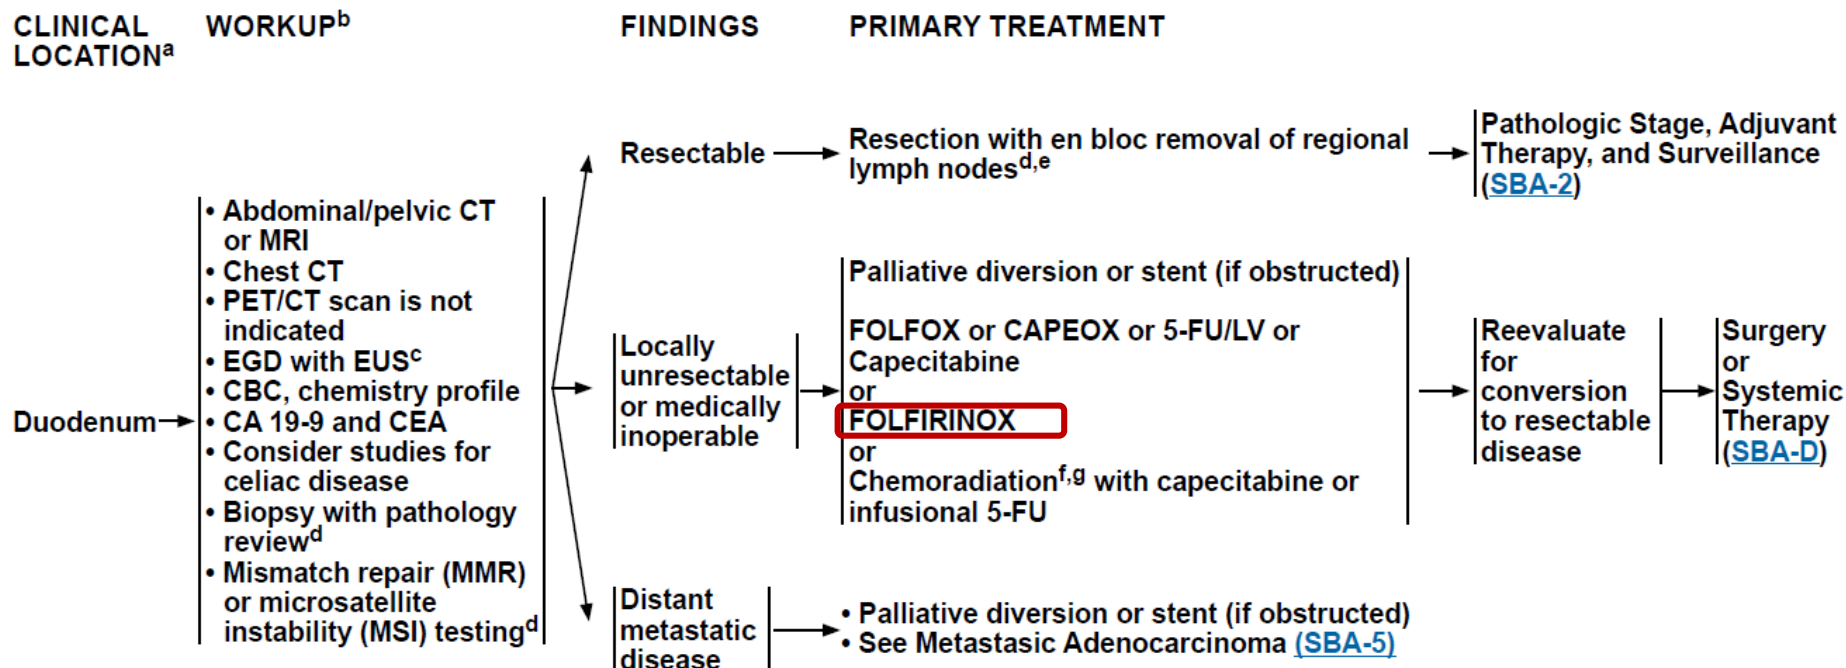 CLINICAL
LOCATIONa
WORKUPb
FINDINGS
PRIMARY TREATMENT
Duodenum
• Abdominal/pelvic CT
or MRI
• Chest CT
• PET/CT scan is not
indicated
• EGD with EUSc
• CBC, chemistry profile
• CA 19-9 and CEA
• Consider studies for
celiac disease
• Biopsy with pathology
reviewd
• Mismatch repair (MMR)
or microsatellite
instability (MSI) testingd
Resectable
Resection with en bloc removal of regional
lymph nodesd,e
Pathologic Stage, Adjuvant
Therapy, and Surveillance
(SBA-2)
Locally
unresectable
or medically
inoperable
Palliative diversion or stent (if obstructed)
FOLFOX or CAPEOX or 5-FU/LV or
Capecitabine
or
FOLFIRINOX
or
Chemoradiationf,g with capecitabine or
infusional 5-FU
Reevaluate
for
conversion
to resectable
disease
Surgery
or
Systemic
Therapy
(SBA-D)
Distant
metastatic
disease
• Palliative diversion or stent (if obstructed)
• See Metastasic Adenocarcinoma (SBA-5)